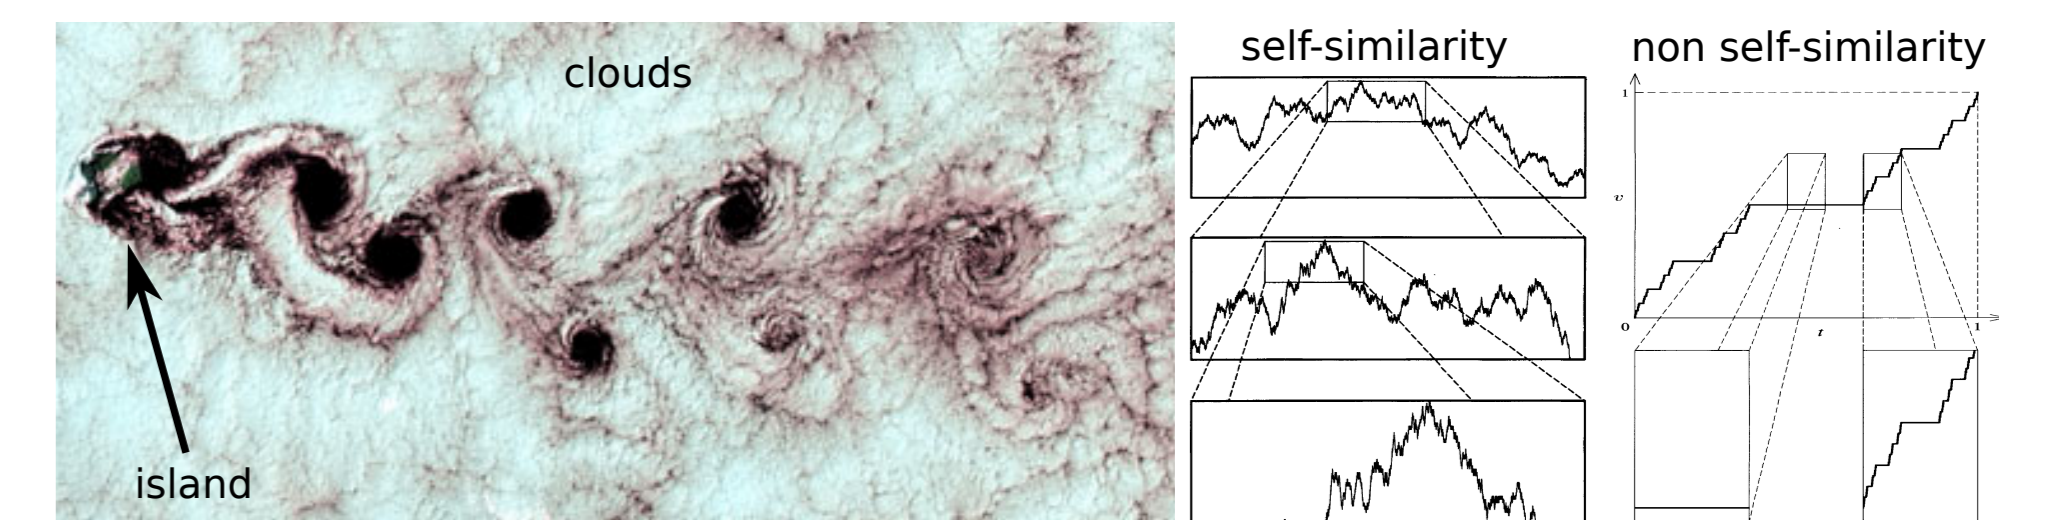 clouds
island
self-similarity
non self-similarity
1
v
0
t
1